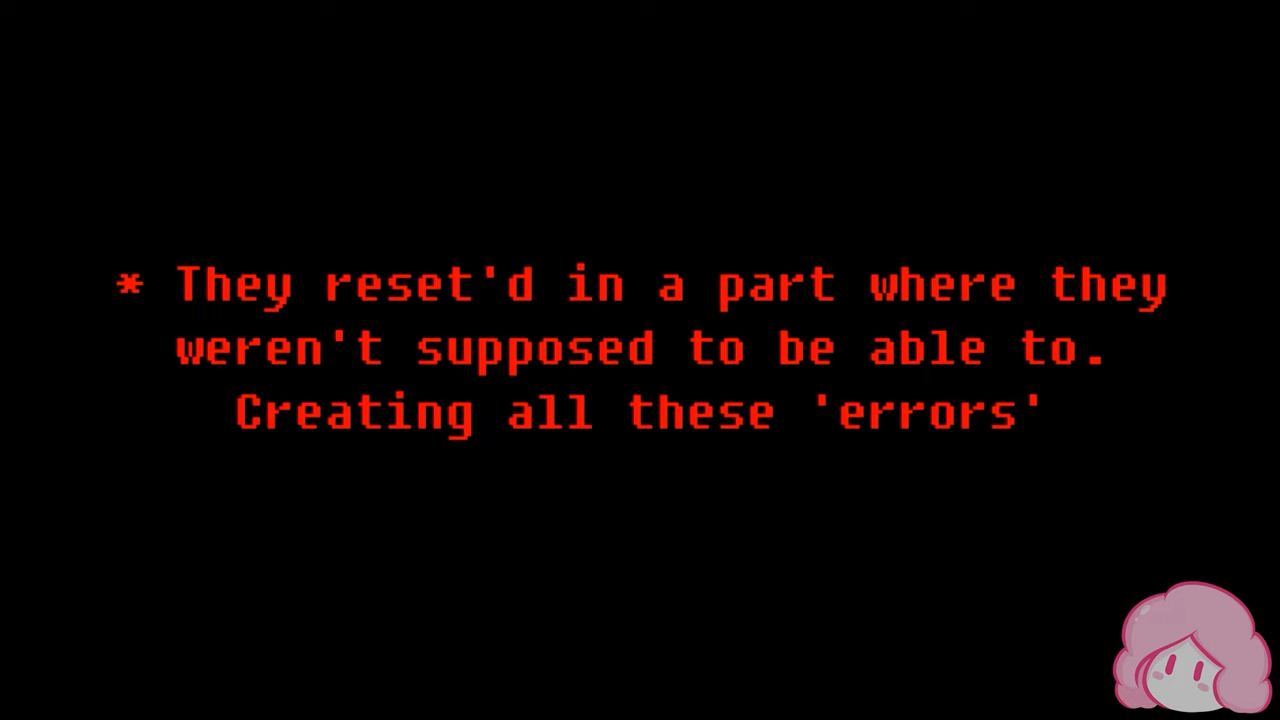 * They reset'd in a part where they
weren't supposed to be able to.
Creating all these 'errors'